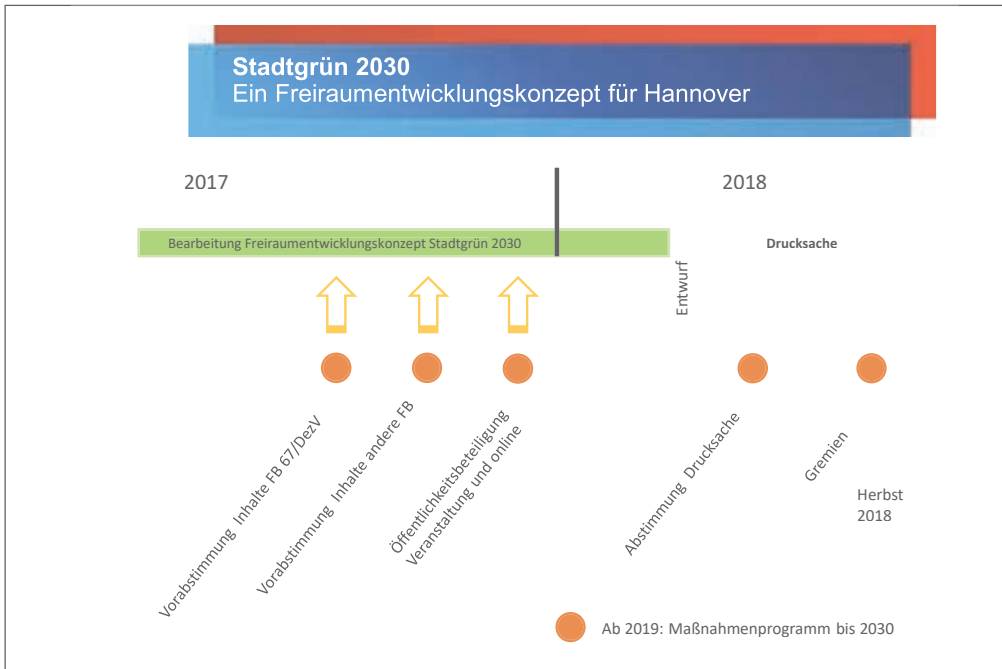 Stadtgrün 2030
Ein Freiraumentwicklungskonzept für Hannover
2017
2018
Bearbeitung Freiraumentwicklungskonzept Stadtgrün 2030
Drucksache
Entwurf
Vorabstimmung Inhalte FB 67/DezV
Vorabstimmung Inhalte andere FB
Öffentlichkeitsbeteiligung
Veranstaltung und online
Abstimmung Drucksache
Gremien
Herbst
2018
Ab 2019: Maßnahmenprogramm bis 2030